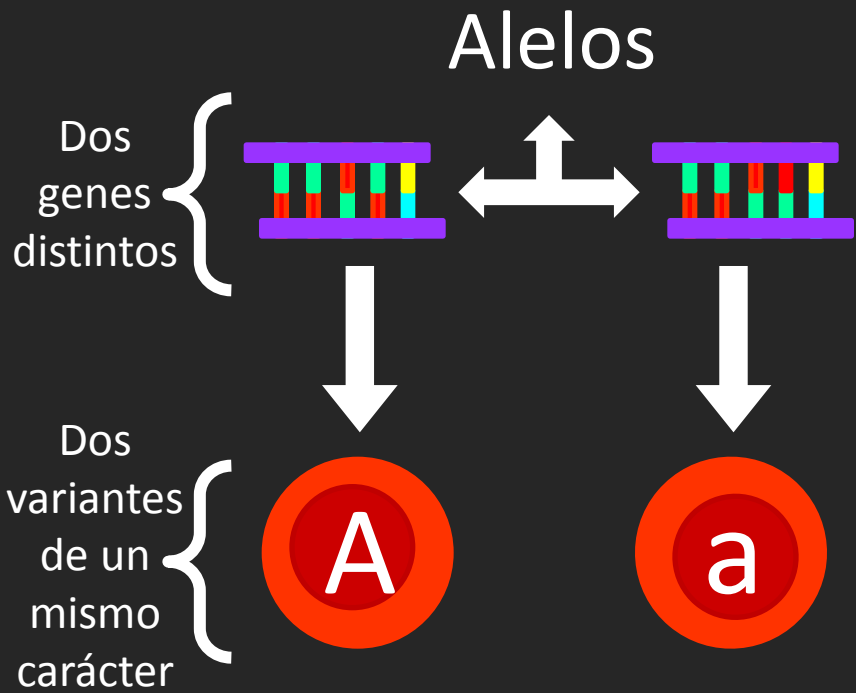 Alelos
Dos
genes
distintos
Dos
variantes
de un
mismo
carácter
A
a